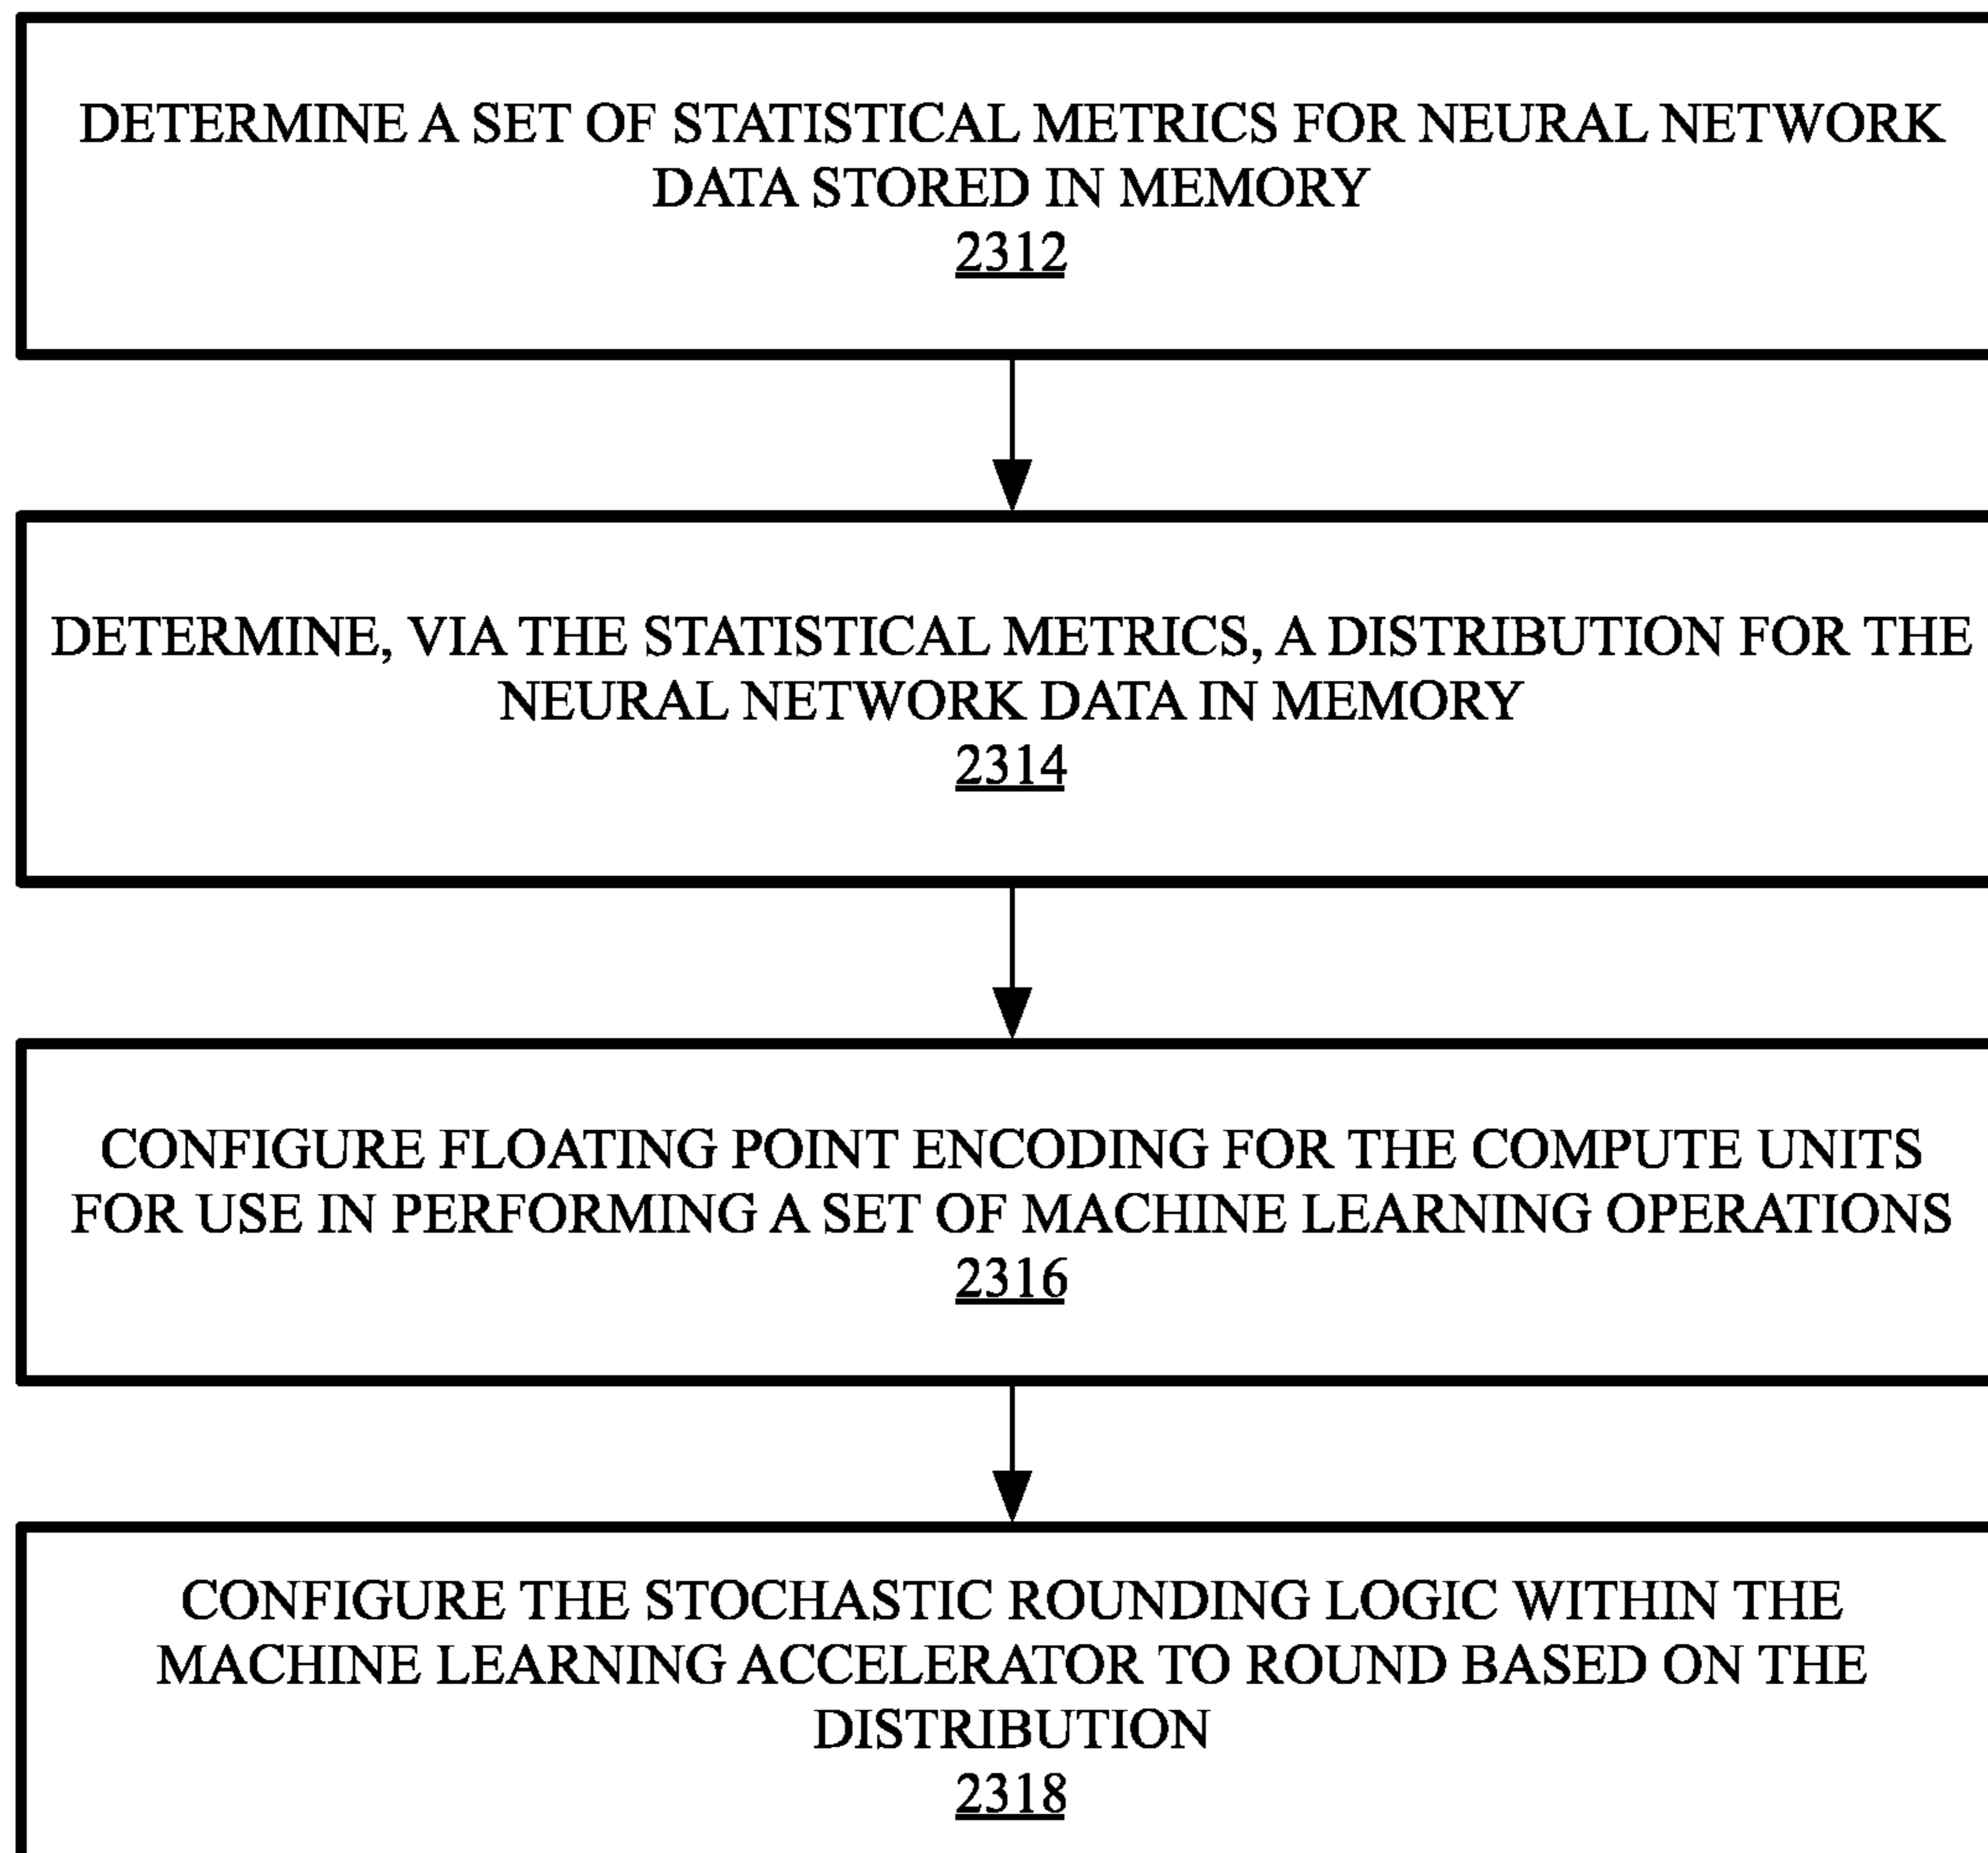 DETERMINE A SET OF STATISTICAL METRICS FOR NEURAL NETWORK
DATA STORED IN MEMORY
2312
DETERMINE, VIA THE STATISTICAL METRICS, A DISTRIBUTION FOR THE
NEURAL NETWORK DATA IN MEMORY
2314
CONFIGURE FLOATING POINT ENCODING FOR THE COMPUTE UNITS
FOR USE IN PERFORMING A SET OF MACHINE LEARNING OPERATIONS
2316
CONFIGURE THE STOCHASTIC ROUNDING LOGIC WITHIN THE
MACHINE LEARNING ACCELERATOR TO ROUND BASED ON THE
DISTRIBUTION
2318